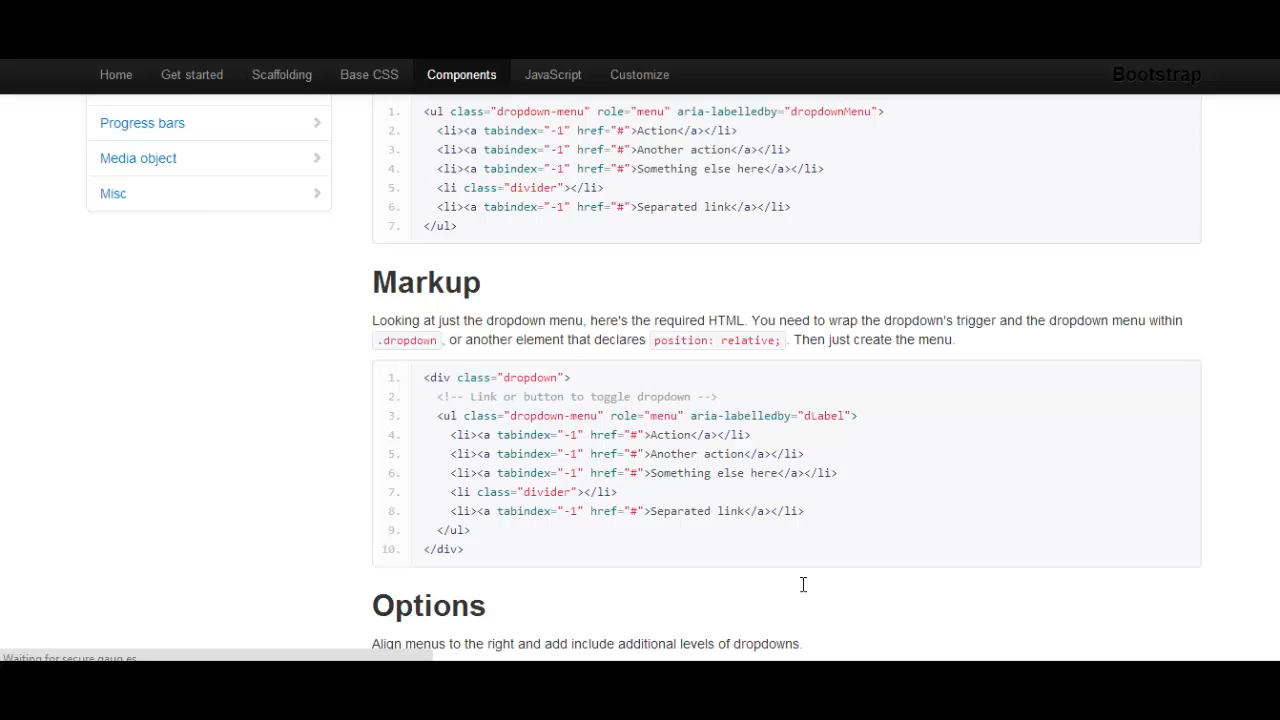 Home Get started Scaffolding Base CSS Components JavaScript Customize Bootstrap
Progress bars
Media object
Misc
1. <ul class="dropdown-menu" role="menu" aria-labelledby="dropdownMenu">
2. <li><a tabindex="-1" href="#">Action</a></li>
3. <li><a tabindex="-1" href="#">Another action</a></li>
4. <li><a tabindex="-1" href="#">Something else here</a></li>
5. <li class="divider"></li>
6. <li><a tabindex="-1" href="#">Separated link</a></li>
7. </ul>
Markup
Looking at just the dropdown menu, here's the required HTML. You need to wrap the dropdown's trigger and the dropdown menu within
.dropdown, or another element that declares position: relative;. Then just create the menu.
1. <div class="dropdown">
2. <!-- Link or button to toggle dropdown -->
3. <ul class="dropdown-menu" role="menu" aria-labelledby="dLabel">
4. <li><a tabindex="-1" href="#">Action</a></li>
5. <li><a tabindex="-1" href="#">Another action</a></li>
6. <li><a tabindex="-1" href="#">Something else here</a></li>
7. <li class="divider"></li>
8. <li><a tabindex="-1" href="#">Separated link</a></li>
9. </ul>
10. </div>
Options
Align menus to the right and add include additional levels of dropdowns.
Waiting for secure.gaug.es